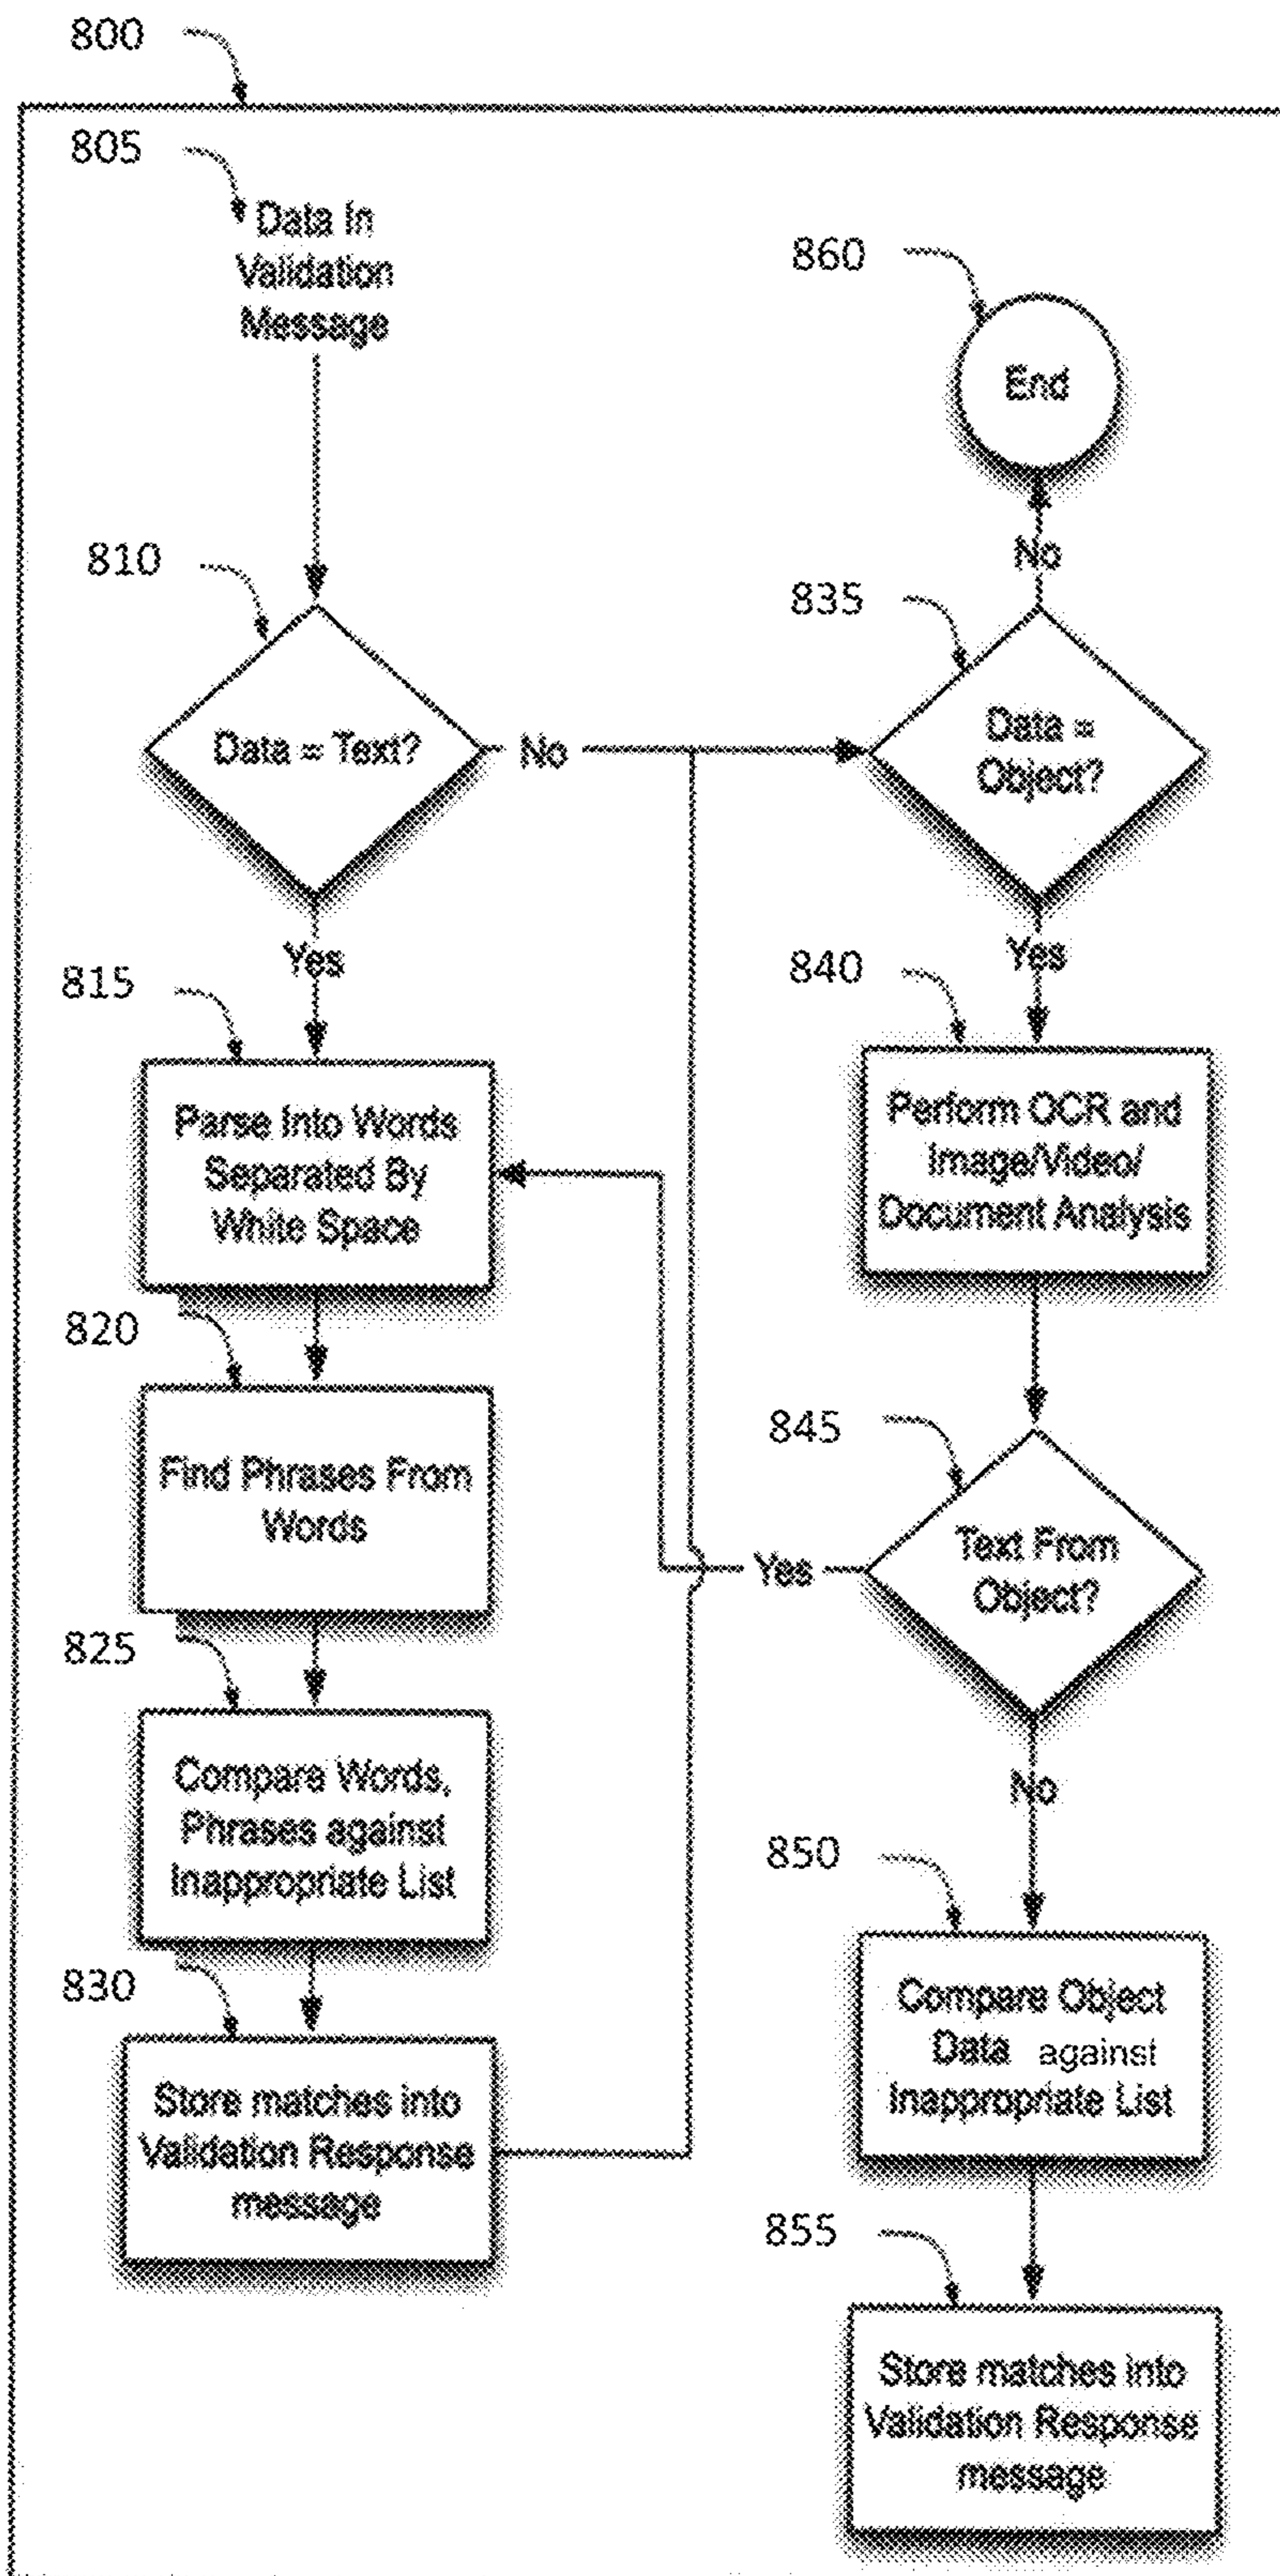 800
805
Data In
Validation
Message
810
Data = Text?
No
Yes
815
Parse Into Words
Separated By
White Space
820
Find Phrases From
Words
825
Compare Words,
Phrases against
Inappropriate List
830
Store matches into
Validation Response
message
860
End
No
835
Data =
Object?
Yes
840
Perform OCR and
Image/Video/
Document Analysis
845
Text From
Object?
Yes
No
850
Compare Object
Data against
Inappropriate List
855
Store matches into
Validation Response
message